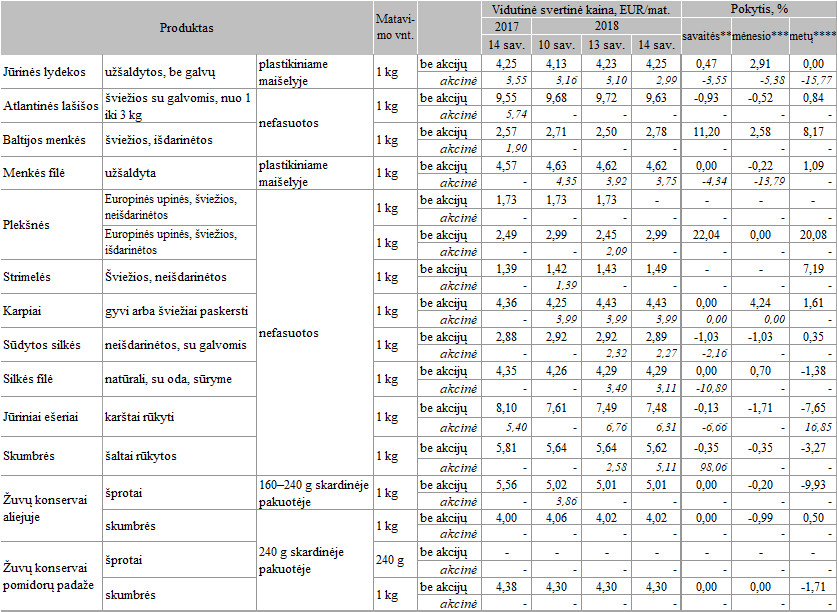 Produktas Matavimo vnt. Vidutinė svertinė kaina, EUR/mat. Pokytis, %
2017 2018 savaitės** mėnesio*** metų****
14 sav. 10 sav. 13 sav. 14 sav.
Jūrinės lydekos užšaldytos, be galvų plastikiniame maišelyje 1 kg be akcijų 4,25 4,13 4,23 4,25 0,47 2,91 0,00
akcinė 3,55 3,16 3,10 2,99 -3,55 -5,38 -15,77
Atlantinės lašišos šviežios su galvomis, nuo 1 iki 3 kg nefasuotos 1 kg be akcijų 9,55 9,68 9,72 9,63 -0,93 -0,52 0,84
akcinė 5,74 - - - - - -
Baltijos menkės šviežios, išdarinėtos 1 kg be akcijų 2,57 2,71 2,50 2,78 11,20 2,58 8,17
akcinė 1,90 - - - - - -
Menkės filė užšaldyta plastikiniame maišelyje 1 kg be akcijų 4,57 4,63 4,62 4,62 0,00 -0,22 1,09
akcinė - 4,35 3,92 3,75 -4,34 -13,79 -
Plekšnės Europinės upinės, šviežios, neišdarinėtos nefasuotos 1 kg be akcijų 1,73 1,73 1,73 - - - -
akcinė - - - - - - -
Europinės upinės, šviežios, išdarinėtos 1 kg be akcijų 2,49 2,99 2,45 2,99 22,04 0,00 20,08
akcinė - - 2,09 - - - -
Strimelės Šviežios, neišdarinėtos 1 kg be akcijų 1,39 1,42 1,43 1,49 - - 7,19
akcinė - 1,39 - - - - -
Karpiai gyvi arba šviežiai paskersti 1 kg be akcijų 4,36 4,25 4,43 4,43 0,00 4,24 1,61
akcinė - 3,99 3,99 3,99 0,00 0,00 -
Sūdytos silkės neišdarinėtos, su galvomis 1 kg be akcijų 2,88 2,92 2,92 2,89 -1,03 -1,03 0,35
akcinė - - 2,32 2,27 -2,16 - -
Silkės filė natūrali, su oda, sūryme 1 kg be akcijų 4,35 4,26 4,29 4,29 0,00 0,70 -1,38
akcinė - - 3,49 3,11 -10,89 - -
Jūriniai ešeriai karštai rūkyti 1 kg be akcijų 8,10 7,61 7,49 7,48 -0,13 -1,71 -7,65
akcinė 5,40 - 6,76 6,31 -6,66 - 16,85
Skumbrės šaltai rūkytos 1 kg be akcijų 5,81 5,64 5,64 5,62 -0,35 -0,35 -3,27
akcinė - - 2,58 5,11 98,06 - -
Žuvų konservai aliejuje šprotai 160–240 g skardinėje pakuotėje 1 kg be akcijų 5,56 5,02 5,01 5,01 0,00 -0,20 -9,93
akcinė - 3,86 - - - - -
skumbrės 240 g skardinėje pakuotėje 1 kg be akcijų 4,00 4,06 4,02 4,02 0,00 -0,99 0,50
akcinė - - - - - - -
Žuvų konservai pomidorų padaže šprotai 240 g be akcijų - - - - - - -
akcinė - - - - - - -
skumbrės 1 kg be akcijų 4,38 4,30 4,30 4,30 0,00 0,00 -1,71
akcinė - - - - - - -